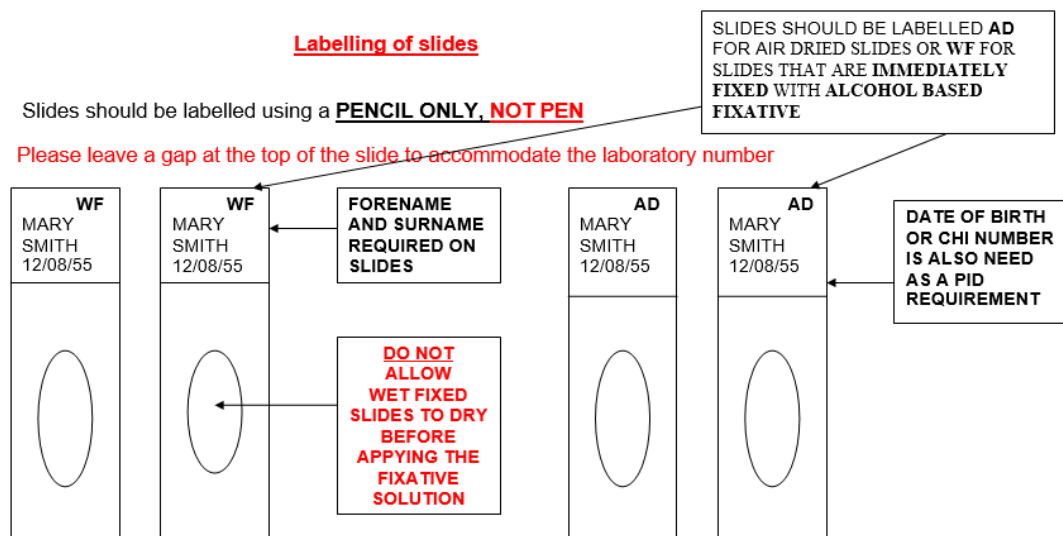 Labelling of slides
SLIDES SHOULD BE LABELLED AD
FOR AIR DRIED SLIDES OR WF FOR
SLIDES THAT ARE IMMEDIATELY
FIXED WITH ALCOHOL BASED
FIXATIVE
Slides should be labelled using a PENCIL ONLY, NOT PEN
Please leave a gap at the top of the slide to accommodate the laboratory number
WF
MARY
SMITH
12/08/55
WF
MARY
SMITH
12/08/55
FORENAME
AND SURNAME
REQUIRED ON
SLIDES
AD
MARY
SMITH
12/08/55
AD
MARY
SMITH
12/08/55
DATE OF BIRTH
OR CHI NUMBER
IS ALSO NEED
AS A PID
REQUIREMENT
DO NOT
ALLOW
WET FIXED
SLIDES TO DRY
BEFORE
APPYING THE
FIXATIVE
SOLUTION